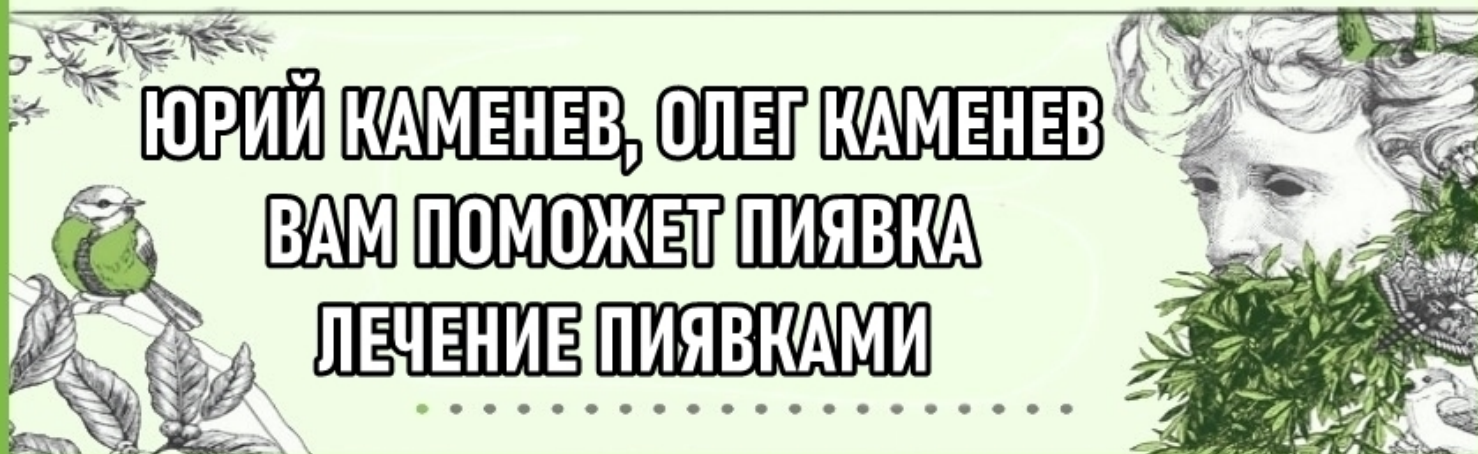 ЮРИЙ КАМЕНЕВ, ОЛЕГ КАМЕНЕВ
ВАМ ПОМОЖЕТ ПИЯВКА
ЛЕЧЕНИЕ ПИЯВКАМИ